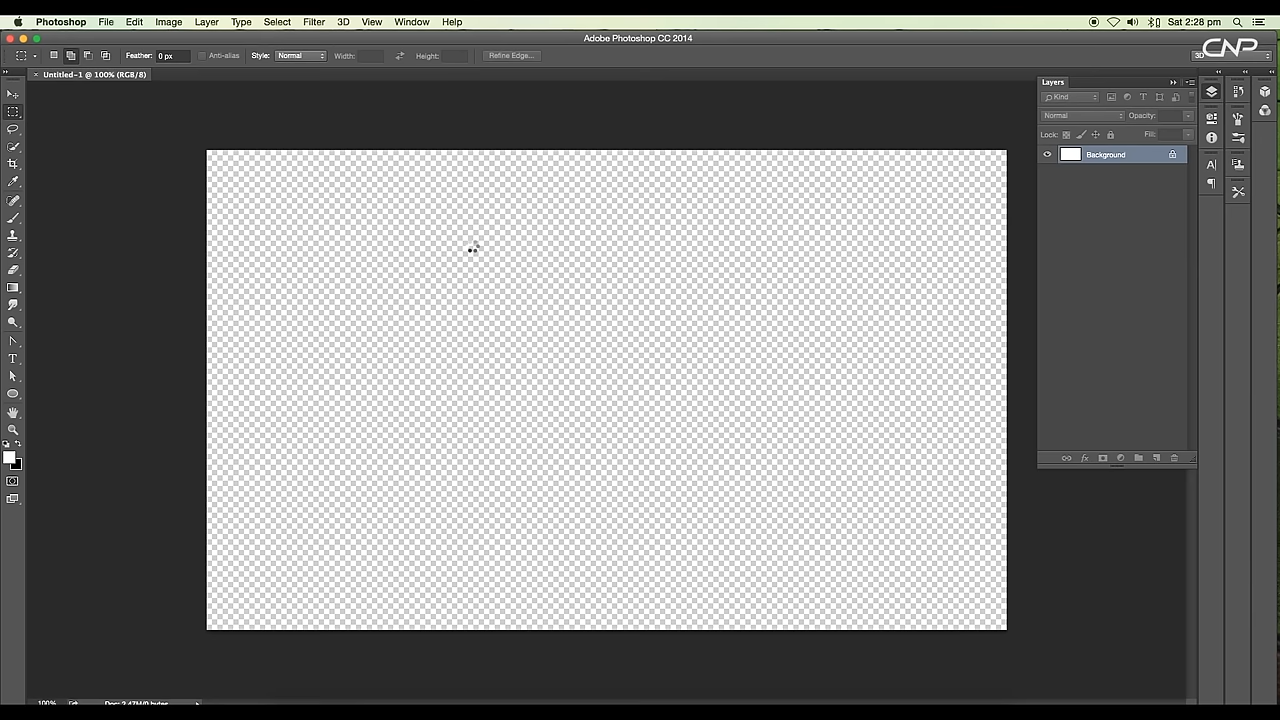 Photoshop File Edit Image Layer Type Select Filter 3D View Window Help Sat 2:28 pm
Adobe Photoshop CC 2014
Feather: 0 px Anti-alias Style: Normal Width: Height: Refine Edge... 3D
CNP
× Untitled-1 @ 100% (RGB/8)
Layers
Kind
Normal Opacity:
Lock: Fill:
Background
100% Doc: 2.47M/0 bytes